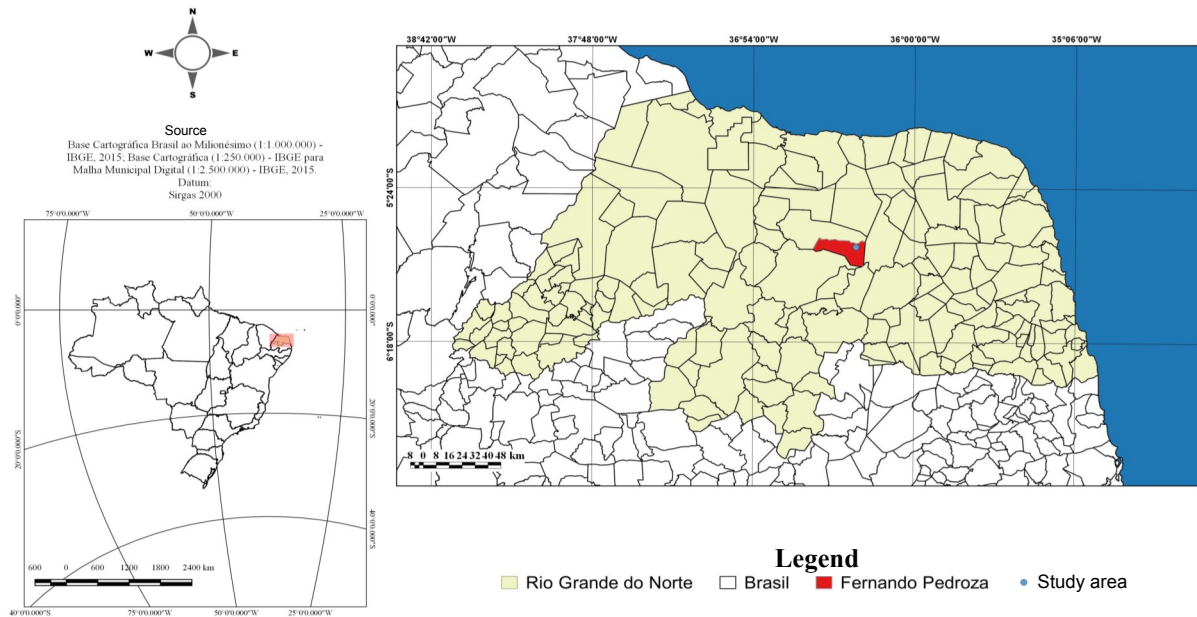 N
W E
S
Source
Base Cartográfica Brasil ao Milionésimo (1:1.000.000) -
IBGE, 2015; Base Cartográfica (1:250.000) - IBGE para
Malha Municipal Digital (1:2.500.000) - IBGE, 2015.
Datum:
Sirgas 2000
75°0'0.000"W 50°0'0.000"W 25°0'0.000"W
0°0'0.000" 0°0'0.000"
20°0'0.000"S 20°0'0.000"S
40°0'0.000"S
600 0 600 1200 1800 2400 km
40°0'0.000"S 75°0'0.000"W 50°0'0.000"W 25°0'0.000"W
38°42'00"W 37°48'00"W 36°54'00"W 36°00'00"W 35°06'00"W
5°24'00"S
6°18'00"S
8 0 8 16 24 32 40 48 km
Legend
Rio Grande do Norte Brasil Fernando Pedroza Study area